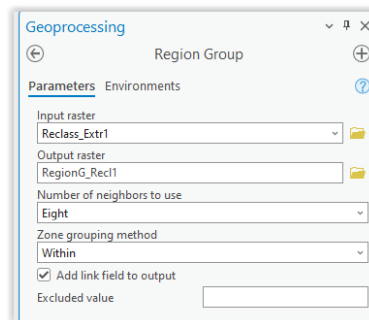 Geoprocessing
Region Group
Parameters Environments
Input raster
Reclass_Extr1
Output raster
RegionG_Recl1
Number of neighbors to use
Eight
Zone grouping method
Within
Add link field to output
Excluded value